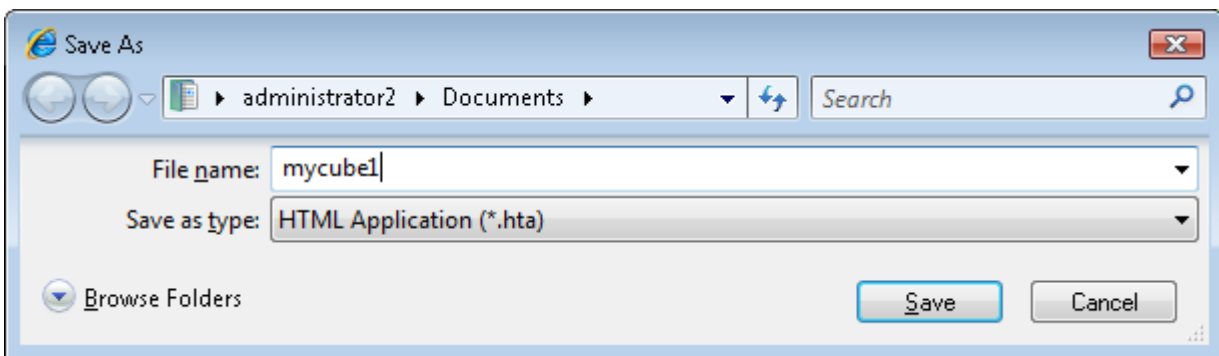 Save As
administrator2 Documents Search
File name: mycube1
Save as type: HTML Application (*.hta)
Browse Folders Save Cancel